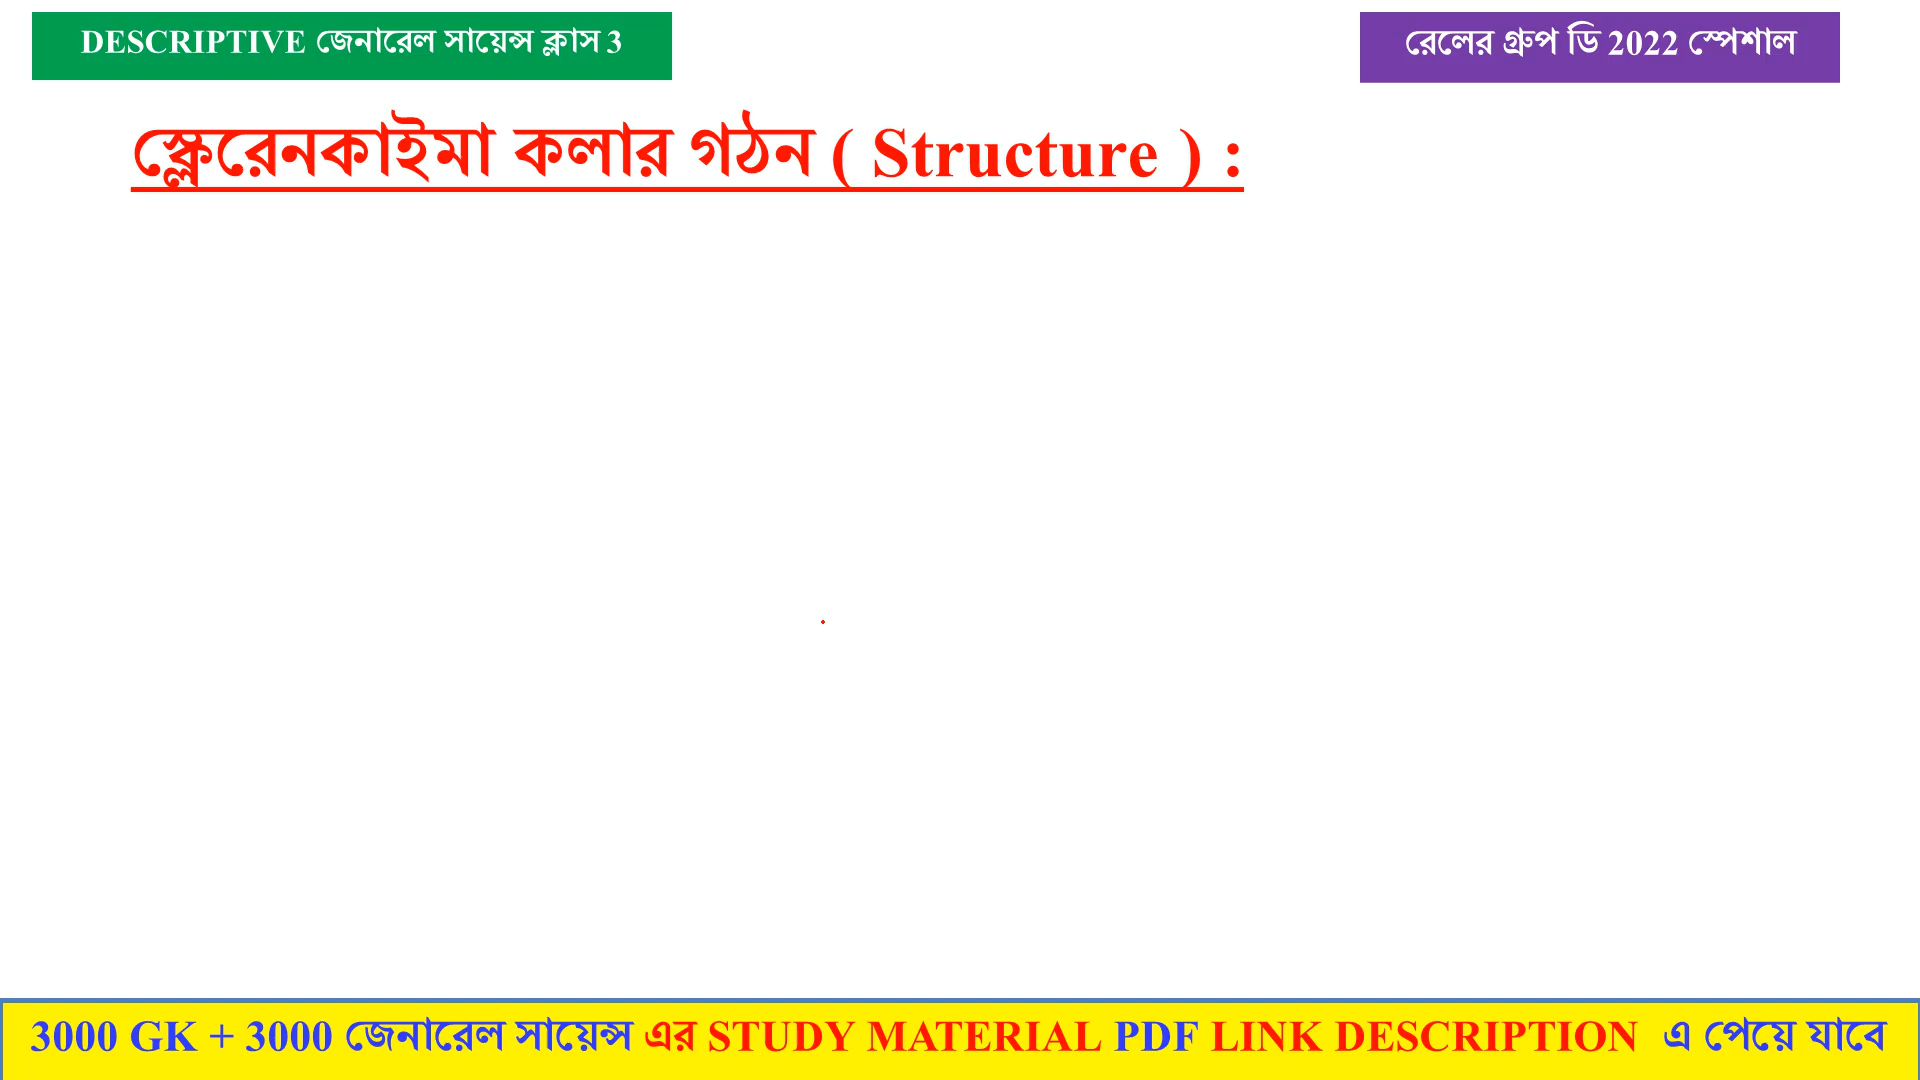 DESCRIPTIVE জেনারেল সায়েন্স ক্লাস 3
রেলের গ্রুপ ডি 2022 স্পেশাল
স্ক্লেরেনকাইমা কলার গঠন ( Structure ) :
3000 GK + 3000 জেনারেল সায়েন্স এর STUDY MATERIAL PDF LINK DESCRIPTION এ পেয়ে যাবে